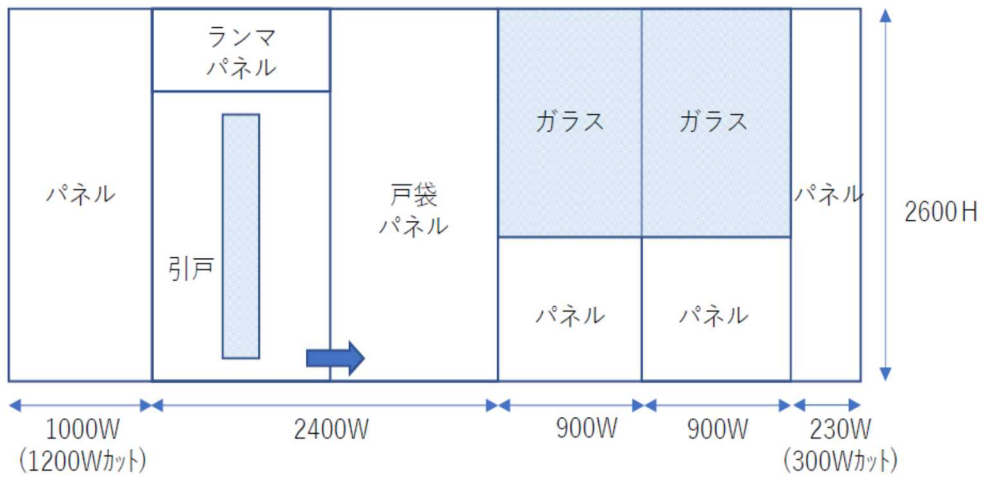 ランマ
パネル
ガラス
ガラス
パネル
戸袋
パネル
パネル
2600H
引戸
パネル
パネル
1000W
(1200Wｶｯﾄ)
2400W
900W
900W
230W
(300Wｶｯﾄ)